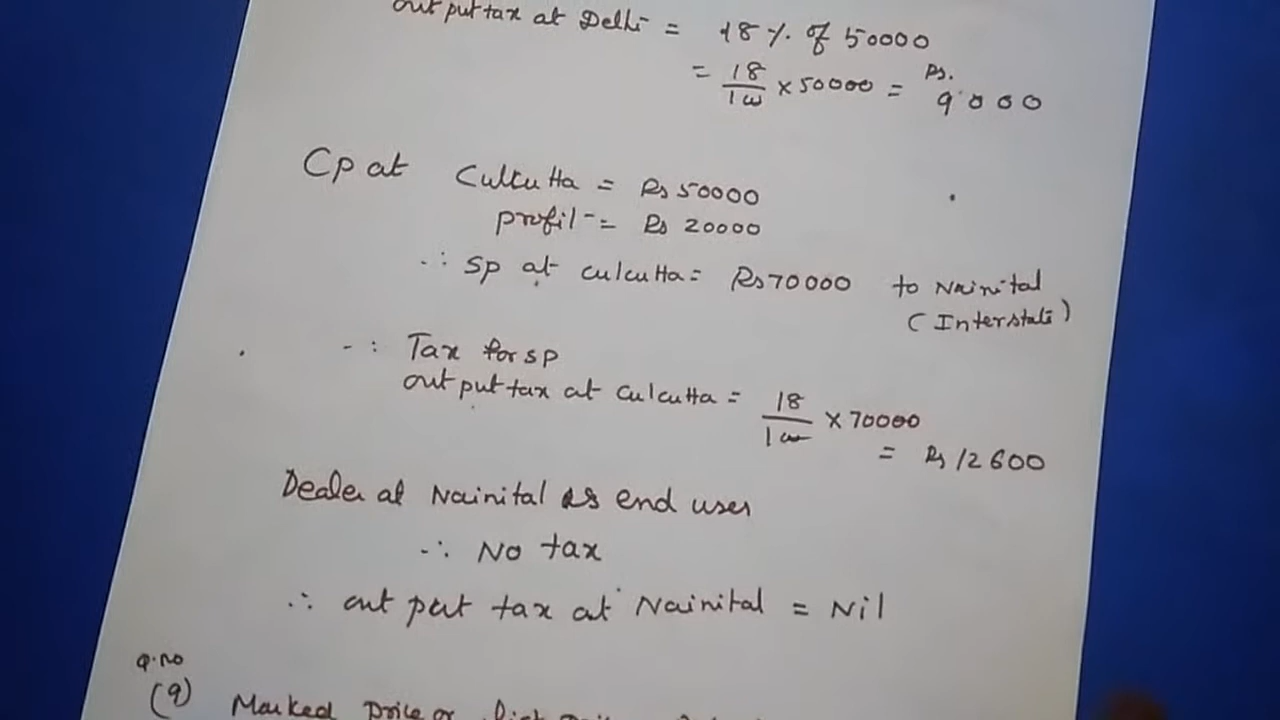 out put tax at Delhi = 18 % of 50000
= 18/100 × 50000 = Rs. 9000
Cp at Culcutta = Rs 50000
profit = Rs 20000
∴ Sp at culcutta = Rs 70000 to Nainital
(Interstate)
∴ Tax for sp
out put tax at Culcutta = 18/100 × 70000
= Rs 12600
Dealer at Nainital is end user
∴ No tax
∴ out put tax at Nainital = Nil
Q.no
(9) Marked price or